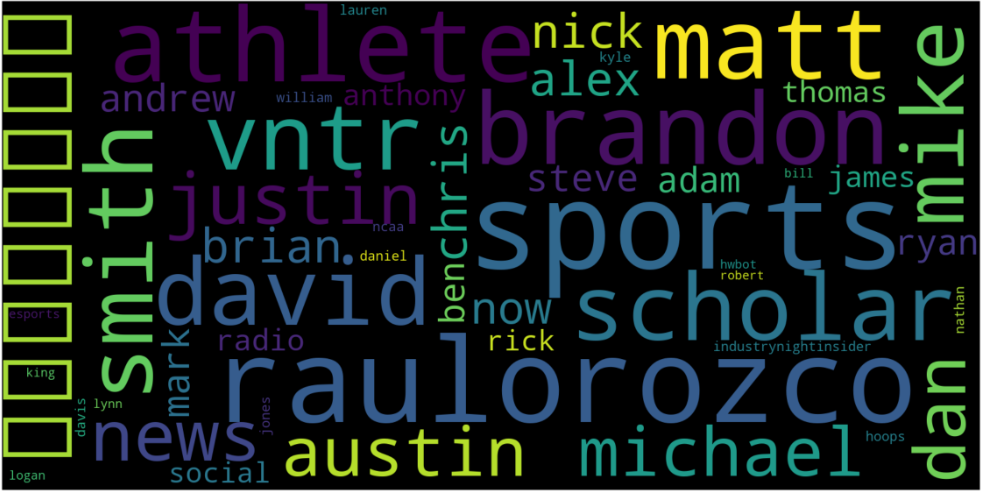 lauren
athlete
nick
matt
mike
kyle
alex
andrew
william
anthony
thomas
vntr
brandon
smith
chris
justin
steve
adam
bill
james
sports
ncaa
brian
daniel
ryan
david
ben
hwbot
robert
scholar
now
nathan
esports
radio
rick
mark
industrynightinsider
raulorozco
king
dan
lynn
davis
jones
news
austin
michael
hoops
social
logan